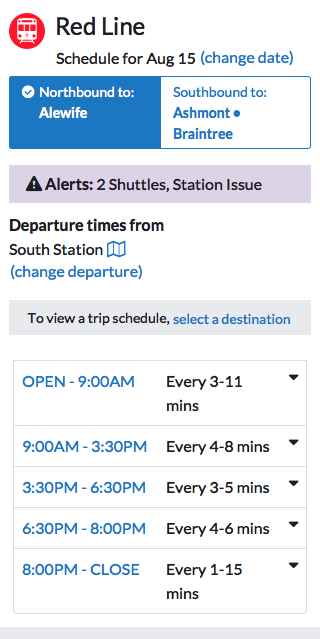 Red Line
Schedule for Aug 15 (change date)
Northbound to:
Alewife
Southbound to:
Ashmont •
Braintree
Alerts: 2 Shuttles, Station Issue
Departure times from
South Station
(change departure)
To view a trip schedule, select a destination
OPEN - 9:00AM Every 3-11
mins
9:00AM - 3:30PM Every 4-8 mins
3:30PM - 6:30PM Every 3-5 mins
6:30PM - 8:00PM Every 4-6 mins
8:00PM - CLOSE Every 1-15
mins